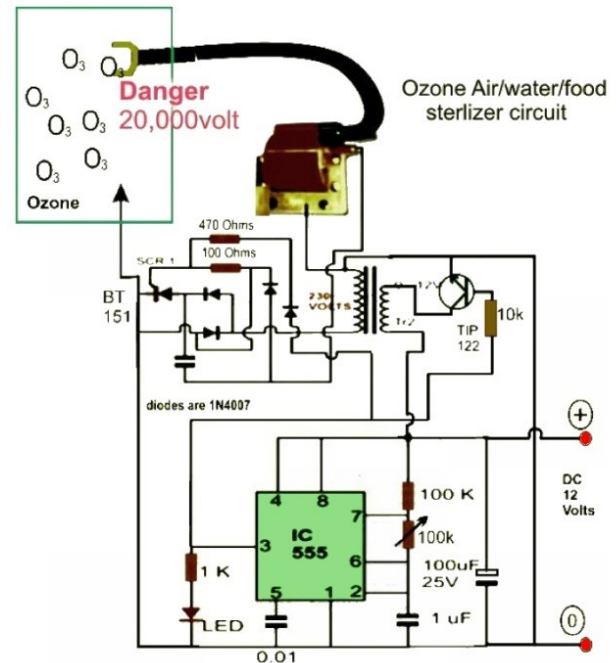 O3
O3
O3
O3
O3
O3
O3
O3
Danger
20,000volt
Ozone
Ozone Air/water/food
sterlizer circuit
470 Ohms
100 Ohms
SCR 1
BT
151
230
VOLTS
12V
Tr2
TIP
122
10k
diodes are 1N4007
+
DC
12
Volts
4
8
100 K
7
IC
555
100k
3
6
100uF
25V
1 K
2
5
1
1 uF
LED
0
0.01